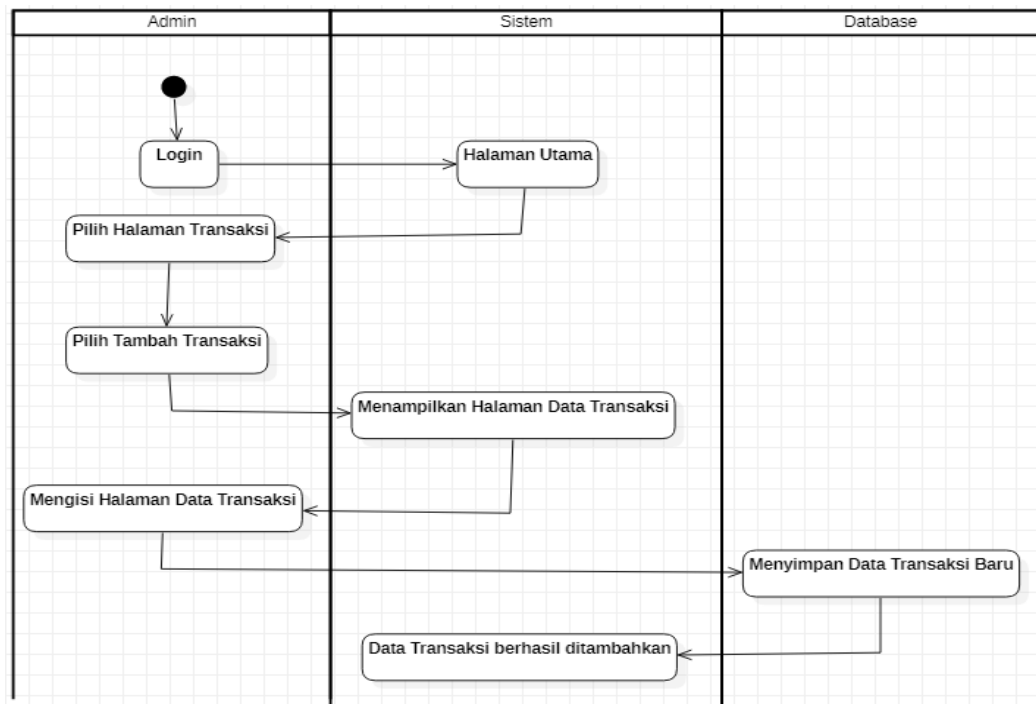 Admin
Sistem
Database
Login
Halaman Utama
Pilih Halaman Transaksi
Pilih Tambah Transaksi
Menampilkan Halaman Data Transaksi
Mengisi Halaman Data Transaksi
Menyimpan Data Transaksi Baru
Data Transaksi berhasil ditambahkan